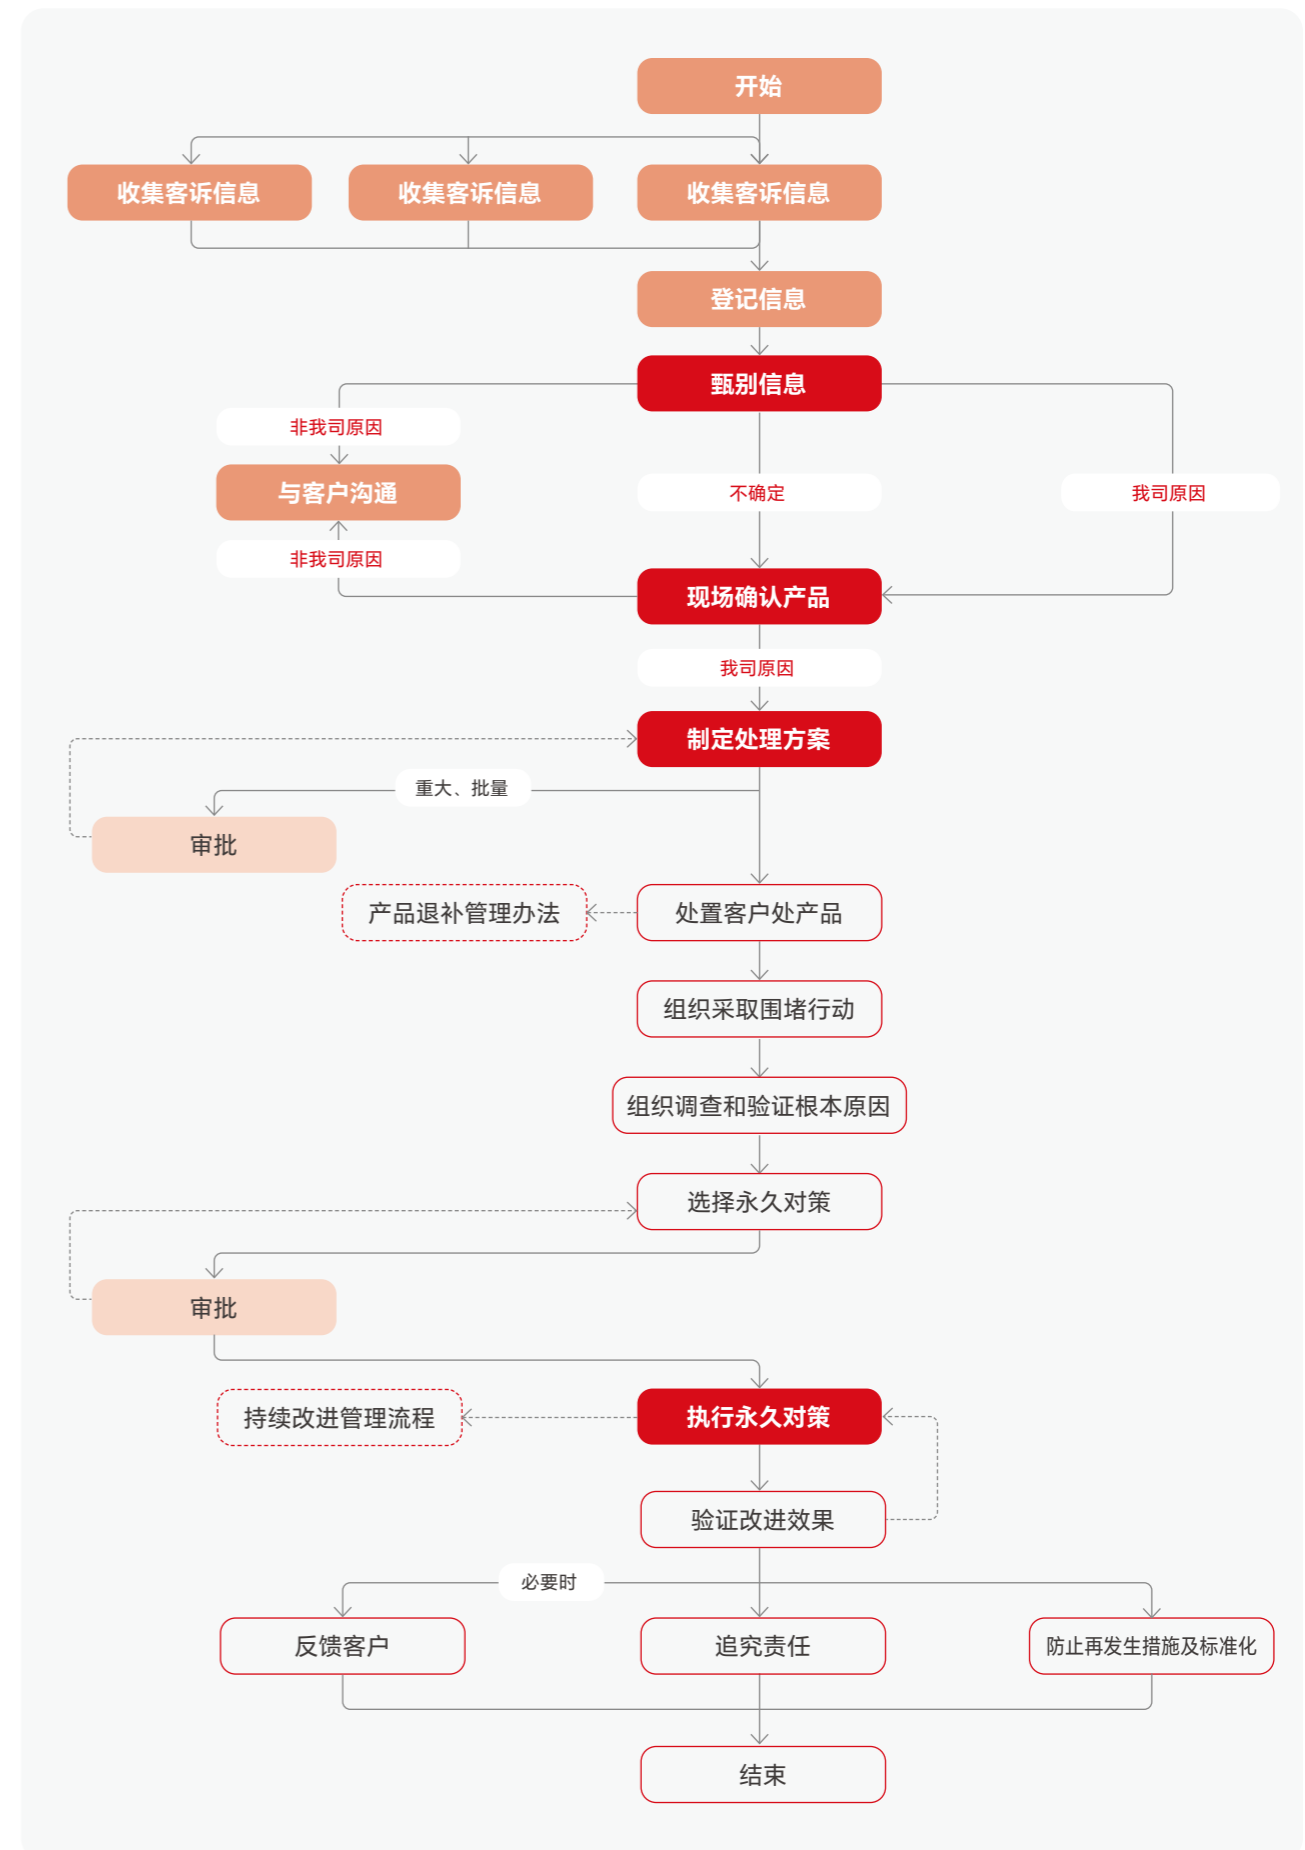 开始
收集客诉信息
收集客诉信息
收集客诉信息
登记信息
甄别信息
非我司原因
与客户沟通
不确定
我司原因
非我司原因
现场确认产品
我司原因
制定处理方案
重大、批量
审批
产品退补管理办法
处置客户处产品
组织采取围堵行动
组织调查和验证根本原因
选择永久对策
审批
持续改进管理流程
执行永久对策
验证改进效果
必要时
反馈客户
追究责任
防止再发生措施及标准化
结束